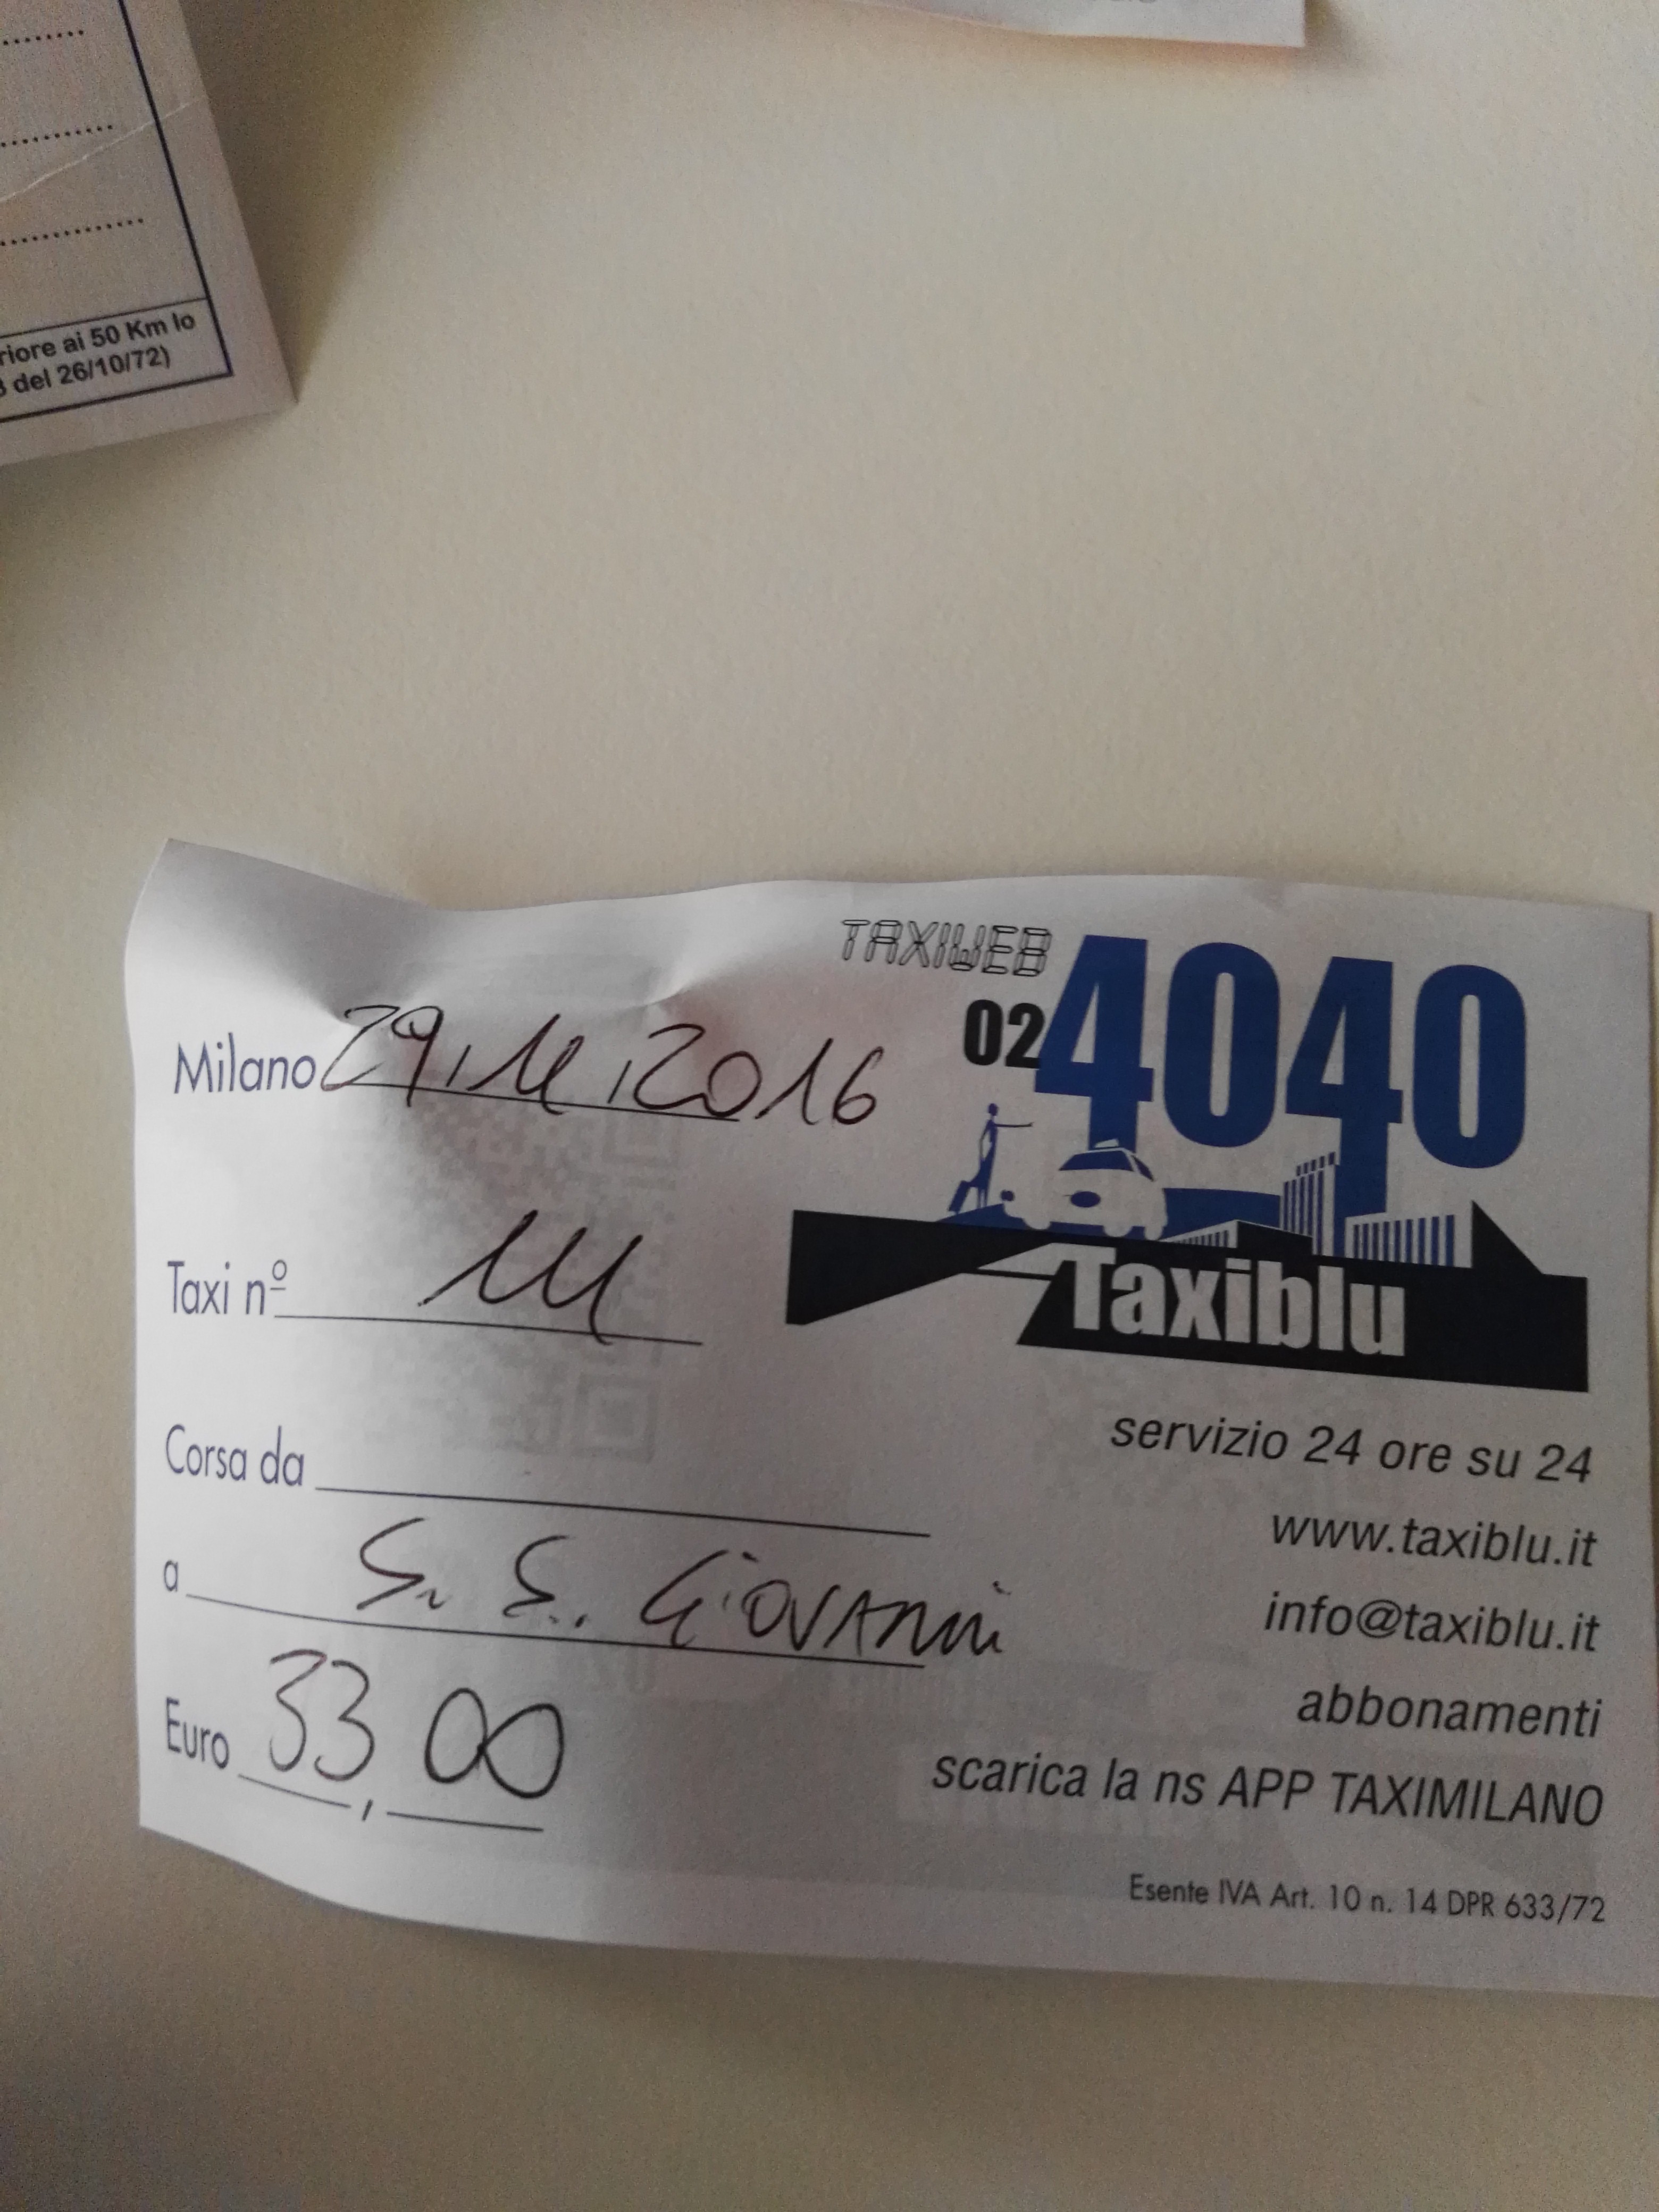 riore ai 50 Km lo
del 26/10/72)
TAXIWEB
02 4040
Milano 29,11,2016
Taxiblu
Taxi nº 111
servizio 24 ore su 24
Corsa da
www.taxiblu.it
a S. S. Giovanni
info@taxiblu.it
abbonamenti
Euro 33,00
scarica la ns APP TAXIMILANO
Esente IVA Art. 10 n. 14 DPR 633/72